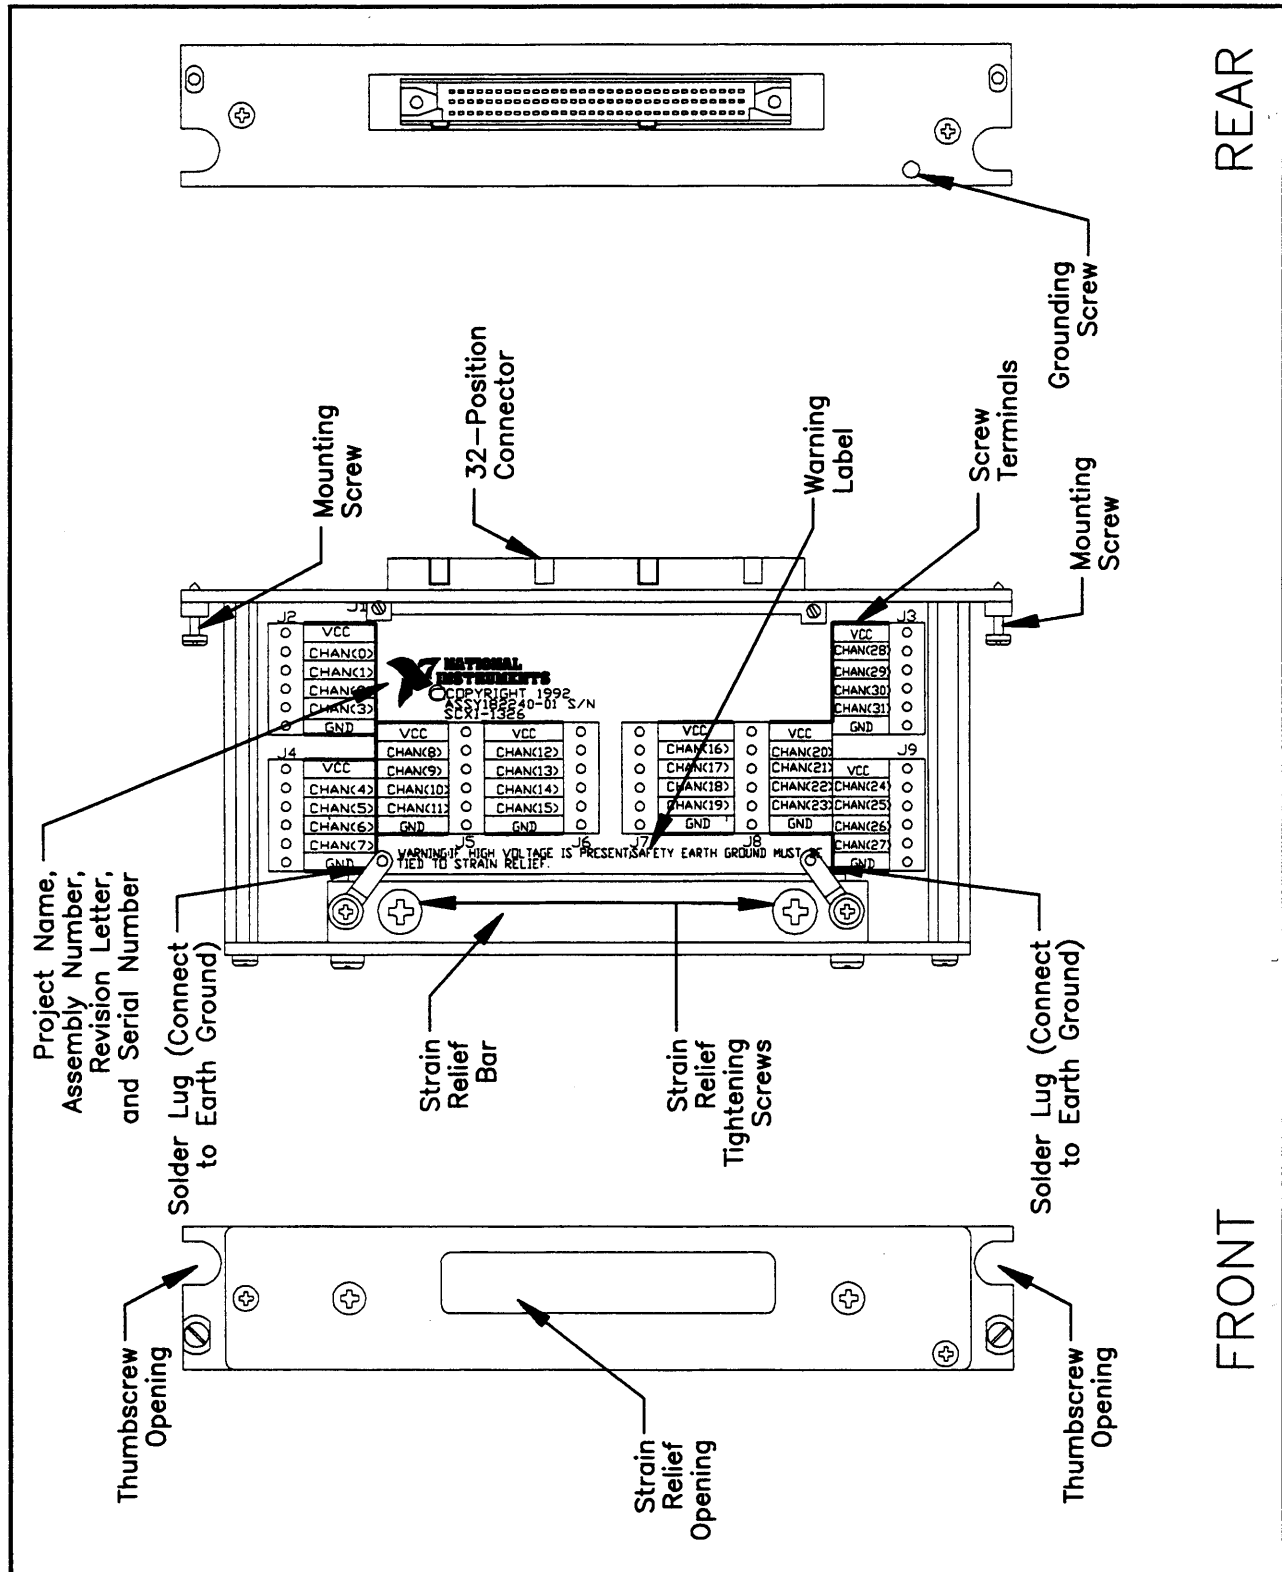 REAR
Grounding
Screw
Mounting
Screw
32-Position
Connector
Warning
Label
Screw
Terminals
Mounting
Screw
J1
J2
VCC
CHAN(0)
CHAN(1)
CHAN(3)
GND
J4
VCC
CHAN(4)
CHAN(5)
CHAN(6)
CHAN(7)
GND
NATIONAL
INSTRUMENTS
©COPYRIGHT 1992
ASSY182240-01 S/N
SCXI-1326
VCC
CHAN(8)
CHAN(9)
CHAN(10)
CHAN(11)
GND
J5
VCC
CHAN(12)
CHAN(13)
CHAN(14)
CHAN(15)
GND
J6
CHAN(16)
CHAN(17)
CHAN(18)
CHAN(19)
GND
J7
VCC
CHAN(20)
CHAN(21)
CHAN(22)
CHAN(23)
GND
J8
J3
VCC
CHAN(28)
CHAN(29)
CHAN(30)
CHAN(31)
GND
J9
VCC
CHAN(24)
CHAN(25)
CHAN(26)
CHAN(27)
GND
WARNING:IF HIGH VOLTAGE IS PRESENT,SAFETY EARTH GROUND MUST BE
TIED TO STRAIN RELIEF.
Project Name,
Assembly Number,
Revision Letter,
and Serial Number
Solder Lug (Connect
to Earth Ground)
Strain
Relief
Bar
Strain
Relief
Tightening
Screws
Solder Lug (Connect
to Earth Ground)
Thumbscrew
Opening
Strain
Relief
Opening
Thumbscrew
Opening
FRONT